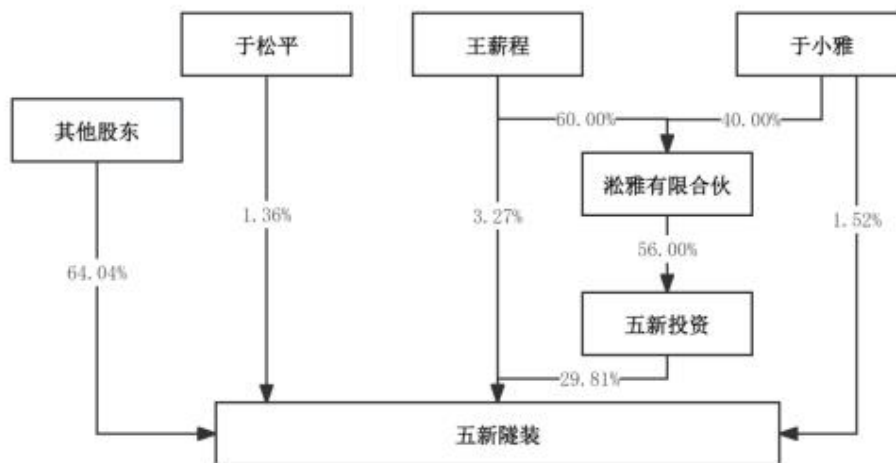 于松平
王薪程
于小雅
其他股东
60.00%
40.00%
淞雅有限合伙
1.36%
3.27%
1.52%
56.00%
64.04%
五新投资
29.81%
五新隧装